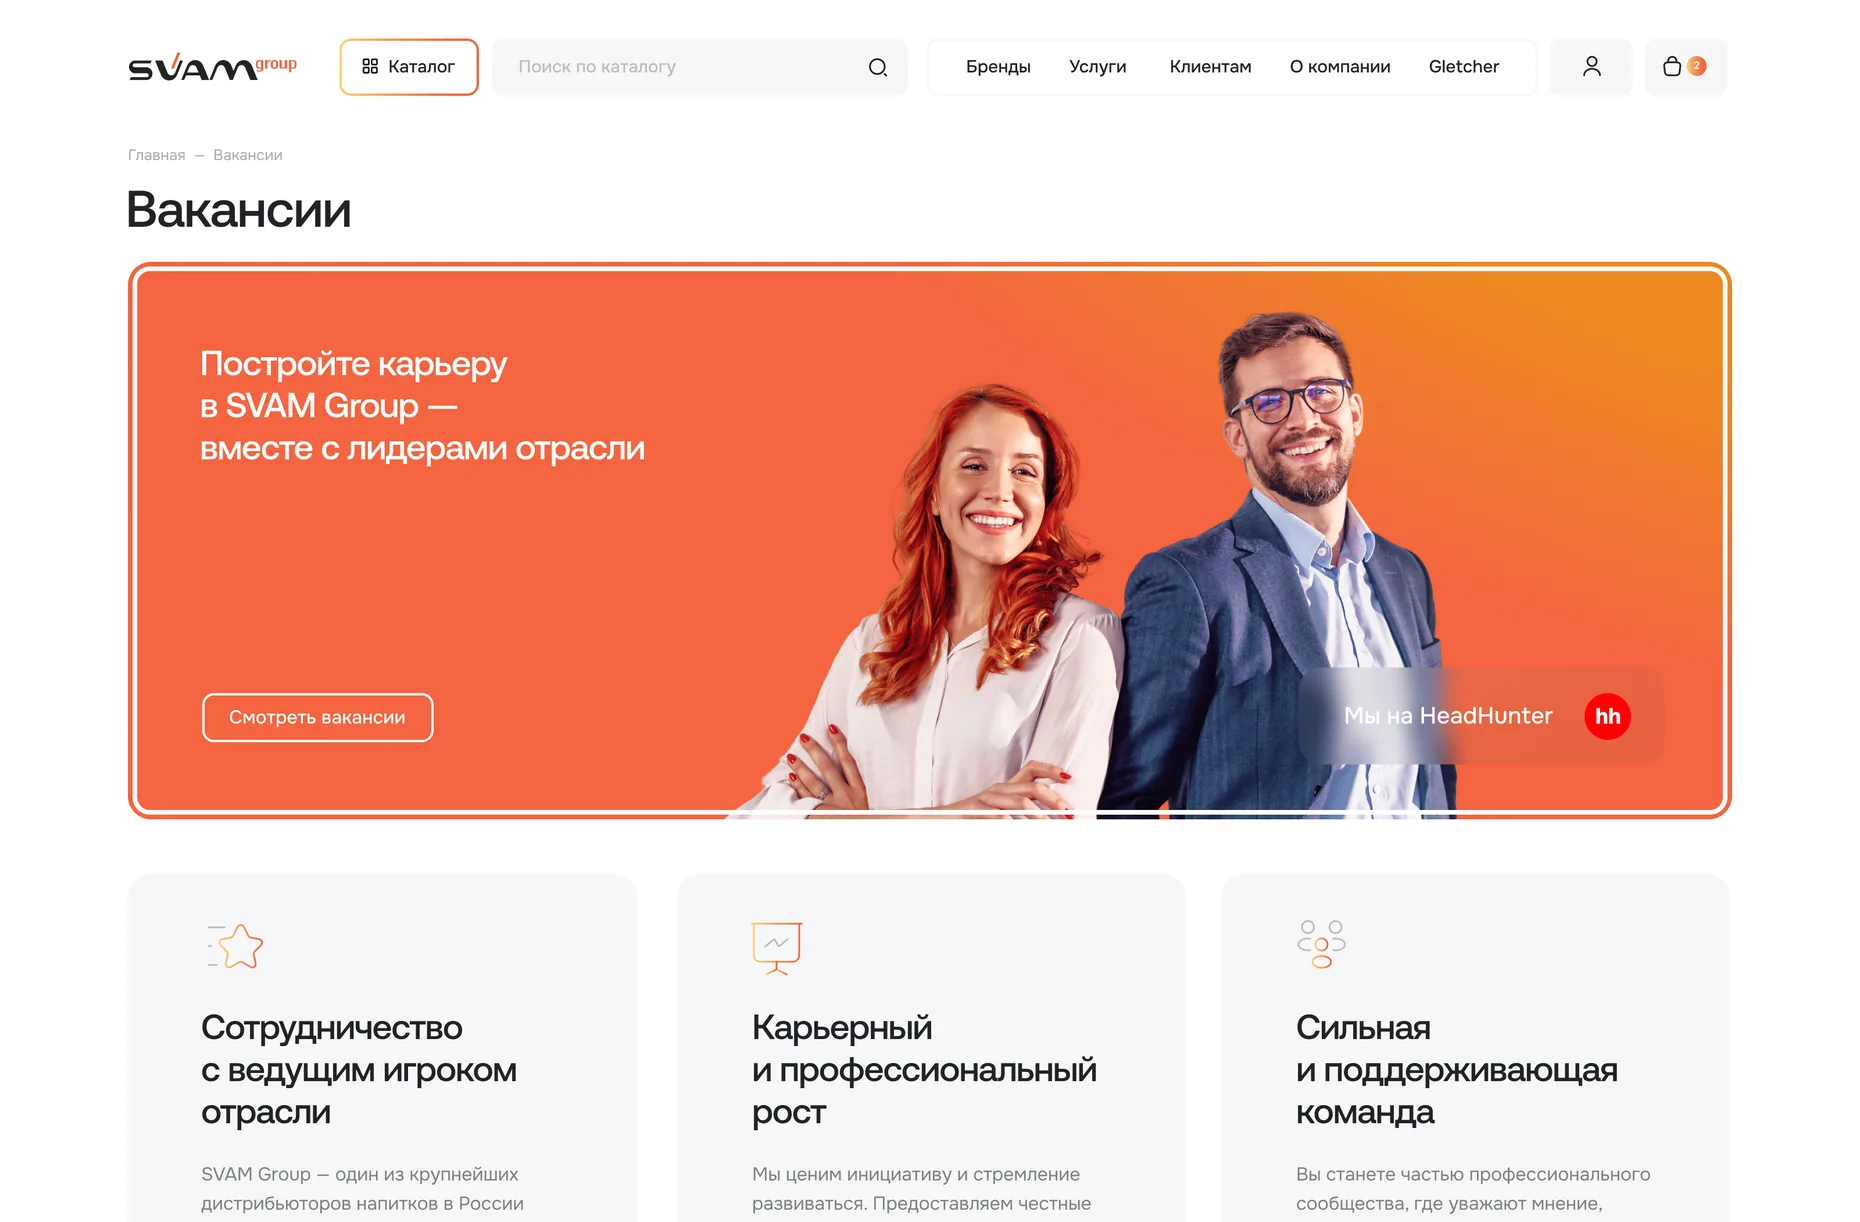 SVAM group
Каталог
Поиск по каталогу
Бренды
Услуги
Клиентам
О компании
Gletcher
2
Главная — Вакансии
Вакансии
Постройте карьеру
в SVAM Group —
вместе с лидерами отрасли
Смотреть вакансии
Мы на HeadHunter
hh
Сотрудничество
с ведущим игроком
отрасли
SVAM Group — один из крупнейших
дистрибьюторов напитков в России
Карьерный
и профессиональный
рост
Мы ценим инициативу и стремление
развиваться. Предоставляем честные
Сильная
и поддерживающая
команда
Вы станете частью профессионального
сообщества, где уважают мнение,